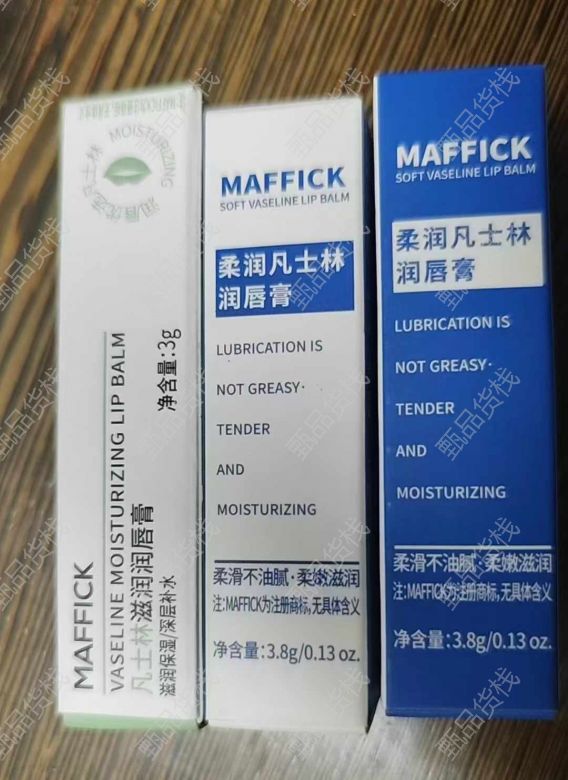 MOISTURIZING
MAFFICK
VASELINE MOISTURIZING LIP BALM
凡士林滋润润唇膏
滋润保湿/深层补水
净含量:3g
MAFFICK
SOFT VASELINE LIP BALM
柔润凡士林
润唇膏
LUBRICATION IS
NOT GREASY·
TENDER
AND
MOISTURIZING
柔滑不油腻·柔嫩滋润
注:MAFFICK为注册商标,无具体含义
净含量:3.8g/0.13 oz.
MAFFICK
SOFT VASELINE LIP BALM
柔润凡士林
润唇膏
LUBRICATION IS
NOT GREASY·
TENDER
AND
MOISTURIZING
柔滑不油腻·柔嫩滋润
注:MAFFICK为注册商标,无具体含义
净含量:3.8g/0.13 oz.
甄品货栈